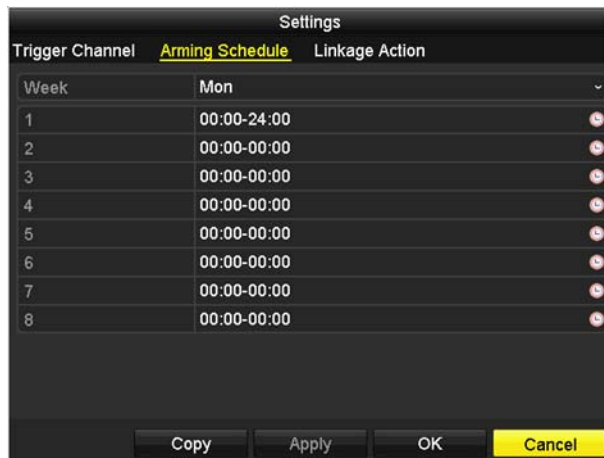 Settings
Trigger Channel Arming Schedule Linkage Action
Week Mon
1 00:00-24:00
2 00:00-00:00
3 00:00-00:00
4 00:00-00:00
5 00:00-00:00
6 00:00-00:00
7 00:00-00:00
8 00:00-00:00
Copy Apply OK Cancel